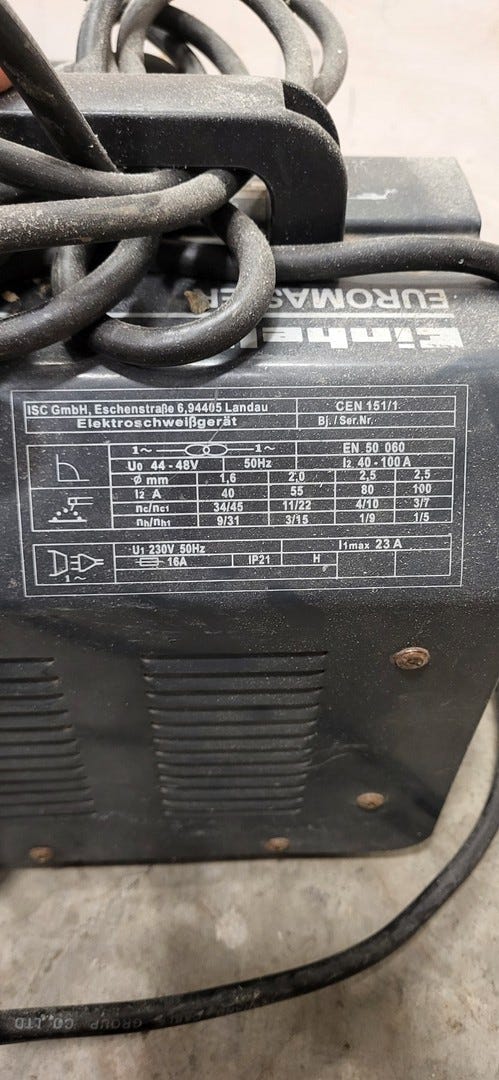 EUROMASTER
Einhell
ISC GmbH, Eschenstraße 6,94405 Landau CEN 151/1
Elektroschweißgerät Bj./Ser.Nr.
1~ 1~ EN 50 060
U0 44-48V 50Hz I2 40-100A
Ø mm 1,6 2,0 2,5 2,5
I2 A 40 55 80 100
nc/nc1 34/45 11/22 4/10 3/7
nh/nh1 9/31 3/15 1/9 1/5
U1 230V 50Hz I1max 23 A
1~ 16A IP21 H
GROUP CO.,LTD